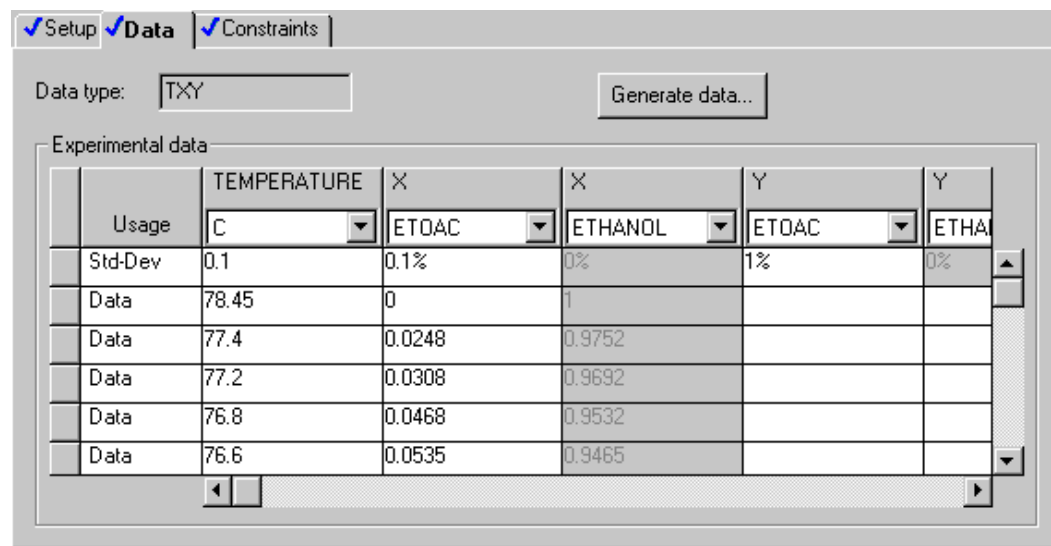 Setup Data Constraints
Data type: TXY Generate data...
Experimental data
TEMPERATURE X X Y Y
Usage C ETOAC ETHANOL ETOAC ETHA
Std-Dev 0.1 0.1% 0% 1% 0%
Data 78.45 0 1
Data 77.4 0.0248 0.9752
Data 77.2 0.0308 0.9692
Data 76.8 0.0468 0.9532
Data 76.6 0.0535 0.9465